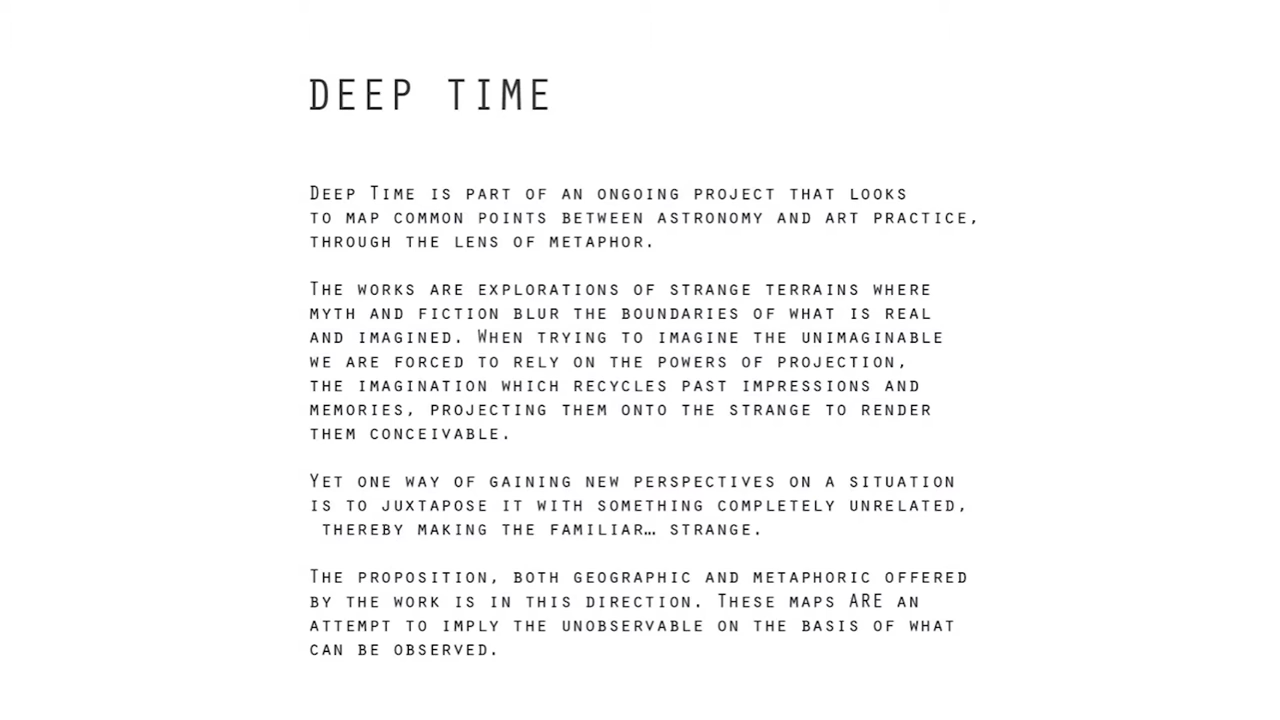 DEEP TIME
Deep Time is part of an ongoing project that looks
to map common points between astronomy and art practice,
through the lens of metaphor.
The works are explorations of strange terrains where
myth and fiction blur the boundaries of what is real
and imagined. When trying to imagine the unimaginable
we are forced to rely on the powers of projection,
the imagination which recycles past impressions and
memories, projecting them onto the strange to render
them conceivable.
Yet one way of gaining new perspectives on a situation
is to juxtapose it with something completely unrelated,
thereby making the familiar… strange.
The proposition, both geographic and metaphoric offered
by the work is in this direction. These maps ARE an
attempt to imply the unobservable on the basis of what
can be observed.